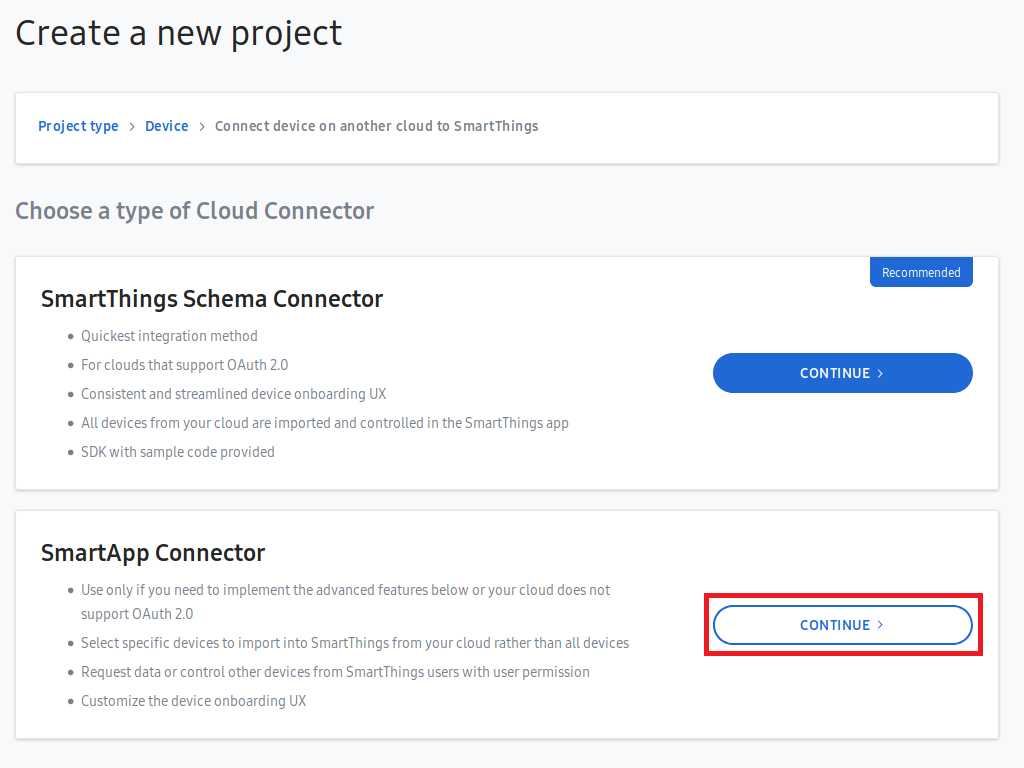 Create a new project
Project type > Device > Connect device on another cloud to SmartThings
Choose a type of Cloud Connector
Recommended
SmartThings Schema Connector
• Quickest integration method
• For clouds that support OAuth 2.0
• Consistent and streamlined device onboarding UX
• All devices from your cloud are imported and controlled in the SmartThings app
• SDK with sample code provided
CONTINUE >
SmartApp Connector
• Use only if you need to implement the advanced features below or your cloud does not
support OAuth 2.0
• Select specific devices to import into SmartThings from your cloud rather than all devices
• Request data or control other devices from SmartThings users with user permission
• Customize the device onboarding UX
CONTINUE >